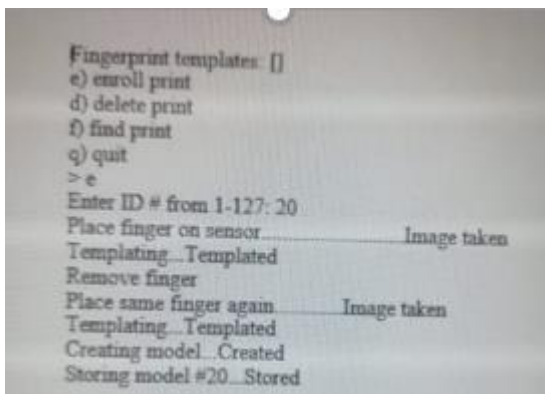 Fingerprint templates: []
e) enroll print
d) delete print
f) find print
q) quit
> e
Enter ID # from 1-127: 20
Place finger on sensor..............................Image taken
Templating...Templated
Remove finger
Place same finger again...............Image taken
Templating...Templated
Creating model...Created
Storing model #20...Stored